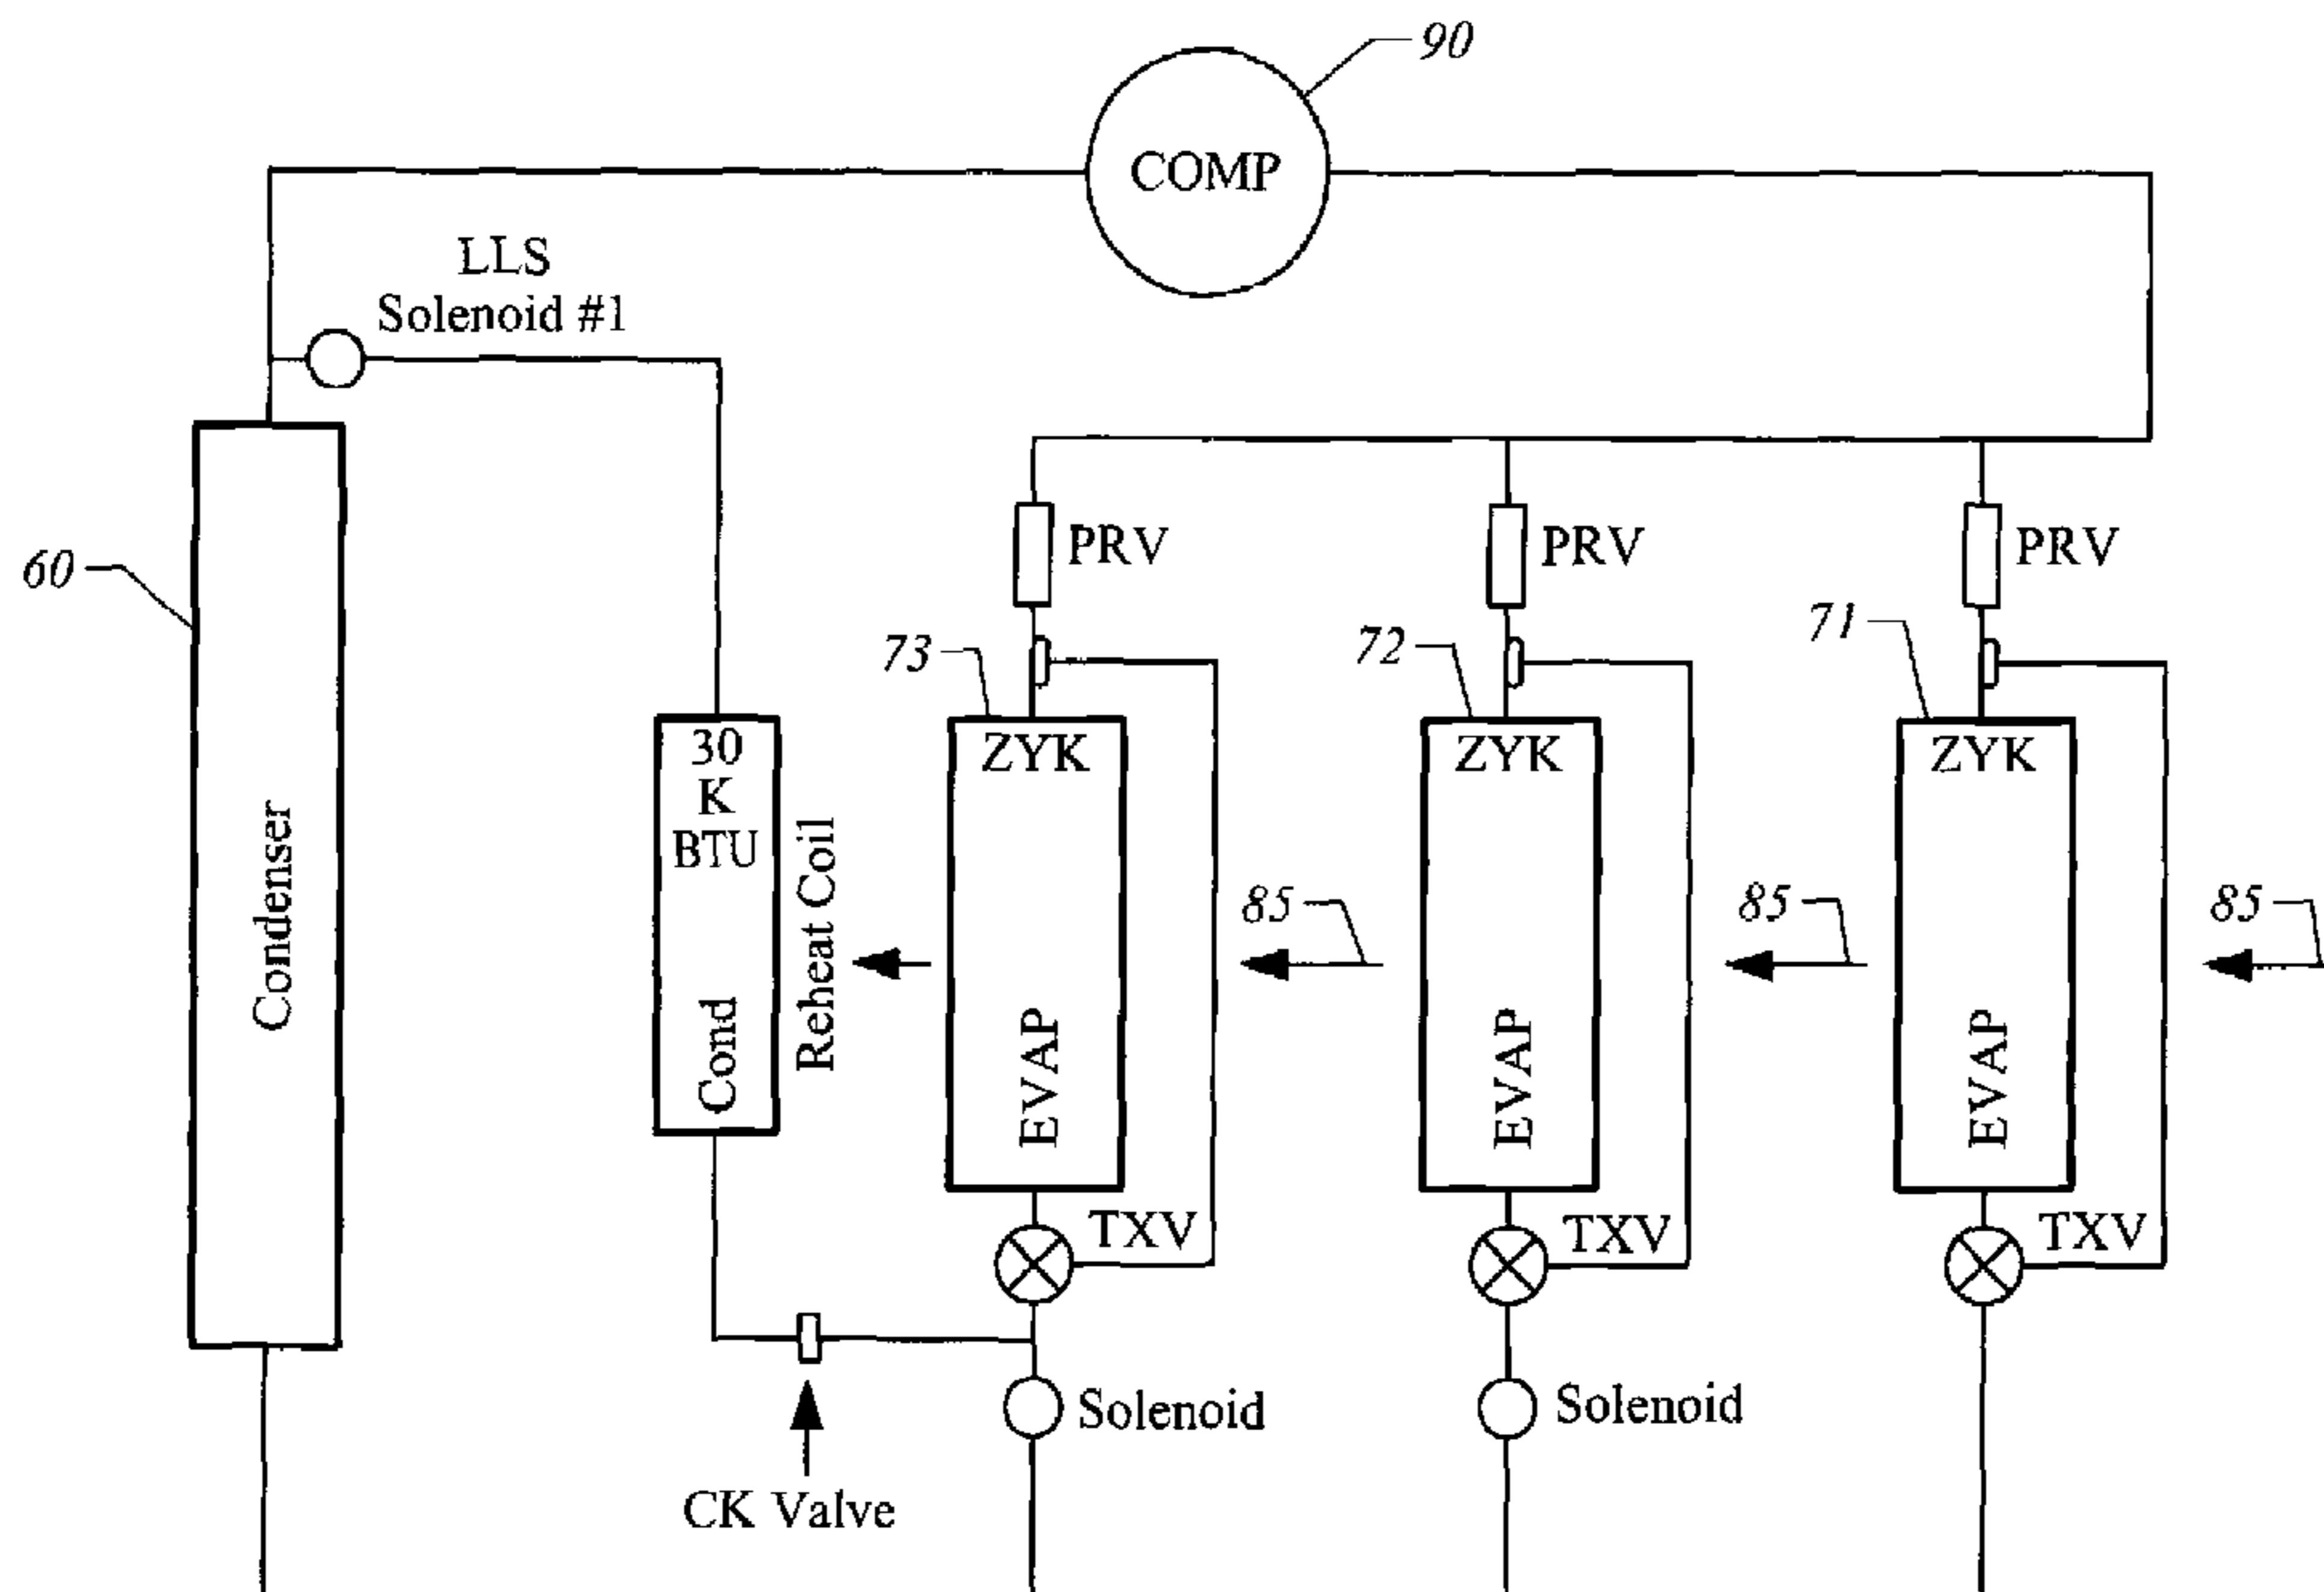 90
COMP
LLS
Solenoid #1
60
PRV
PRV
PRV
73
72
71
30
K
BTU
Cond
Reheat Coil
Condenser
ZYK
EVAP
ZYK
EVAP
ZYK
EVAP
85
85
85
TXV
TXV
TXV
Solenoid
Solenoid
CK Valve